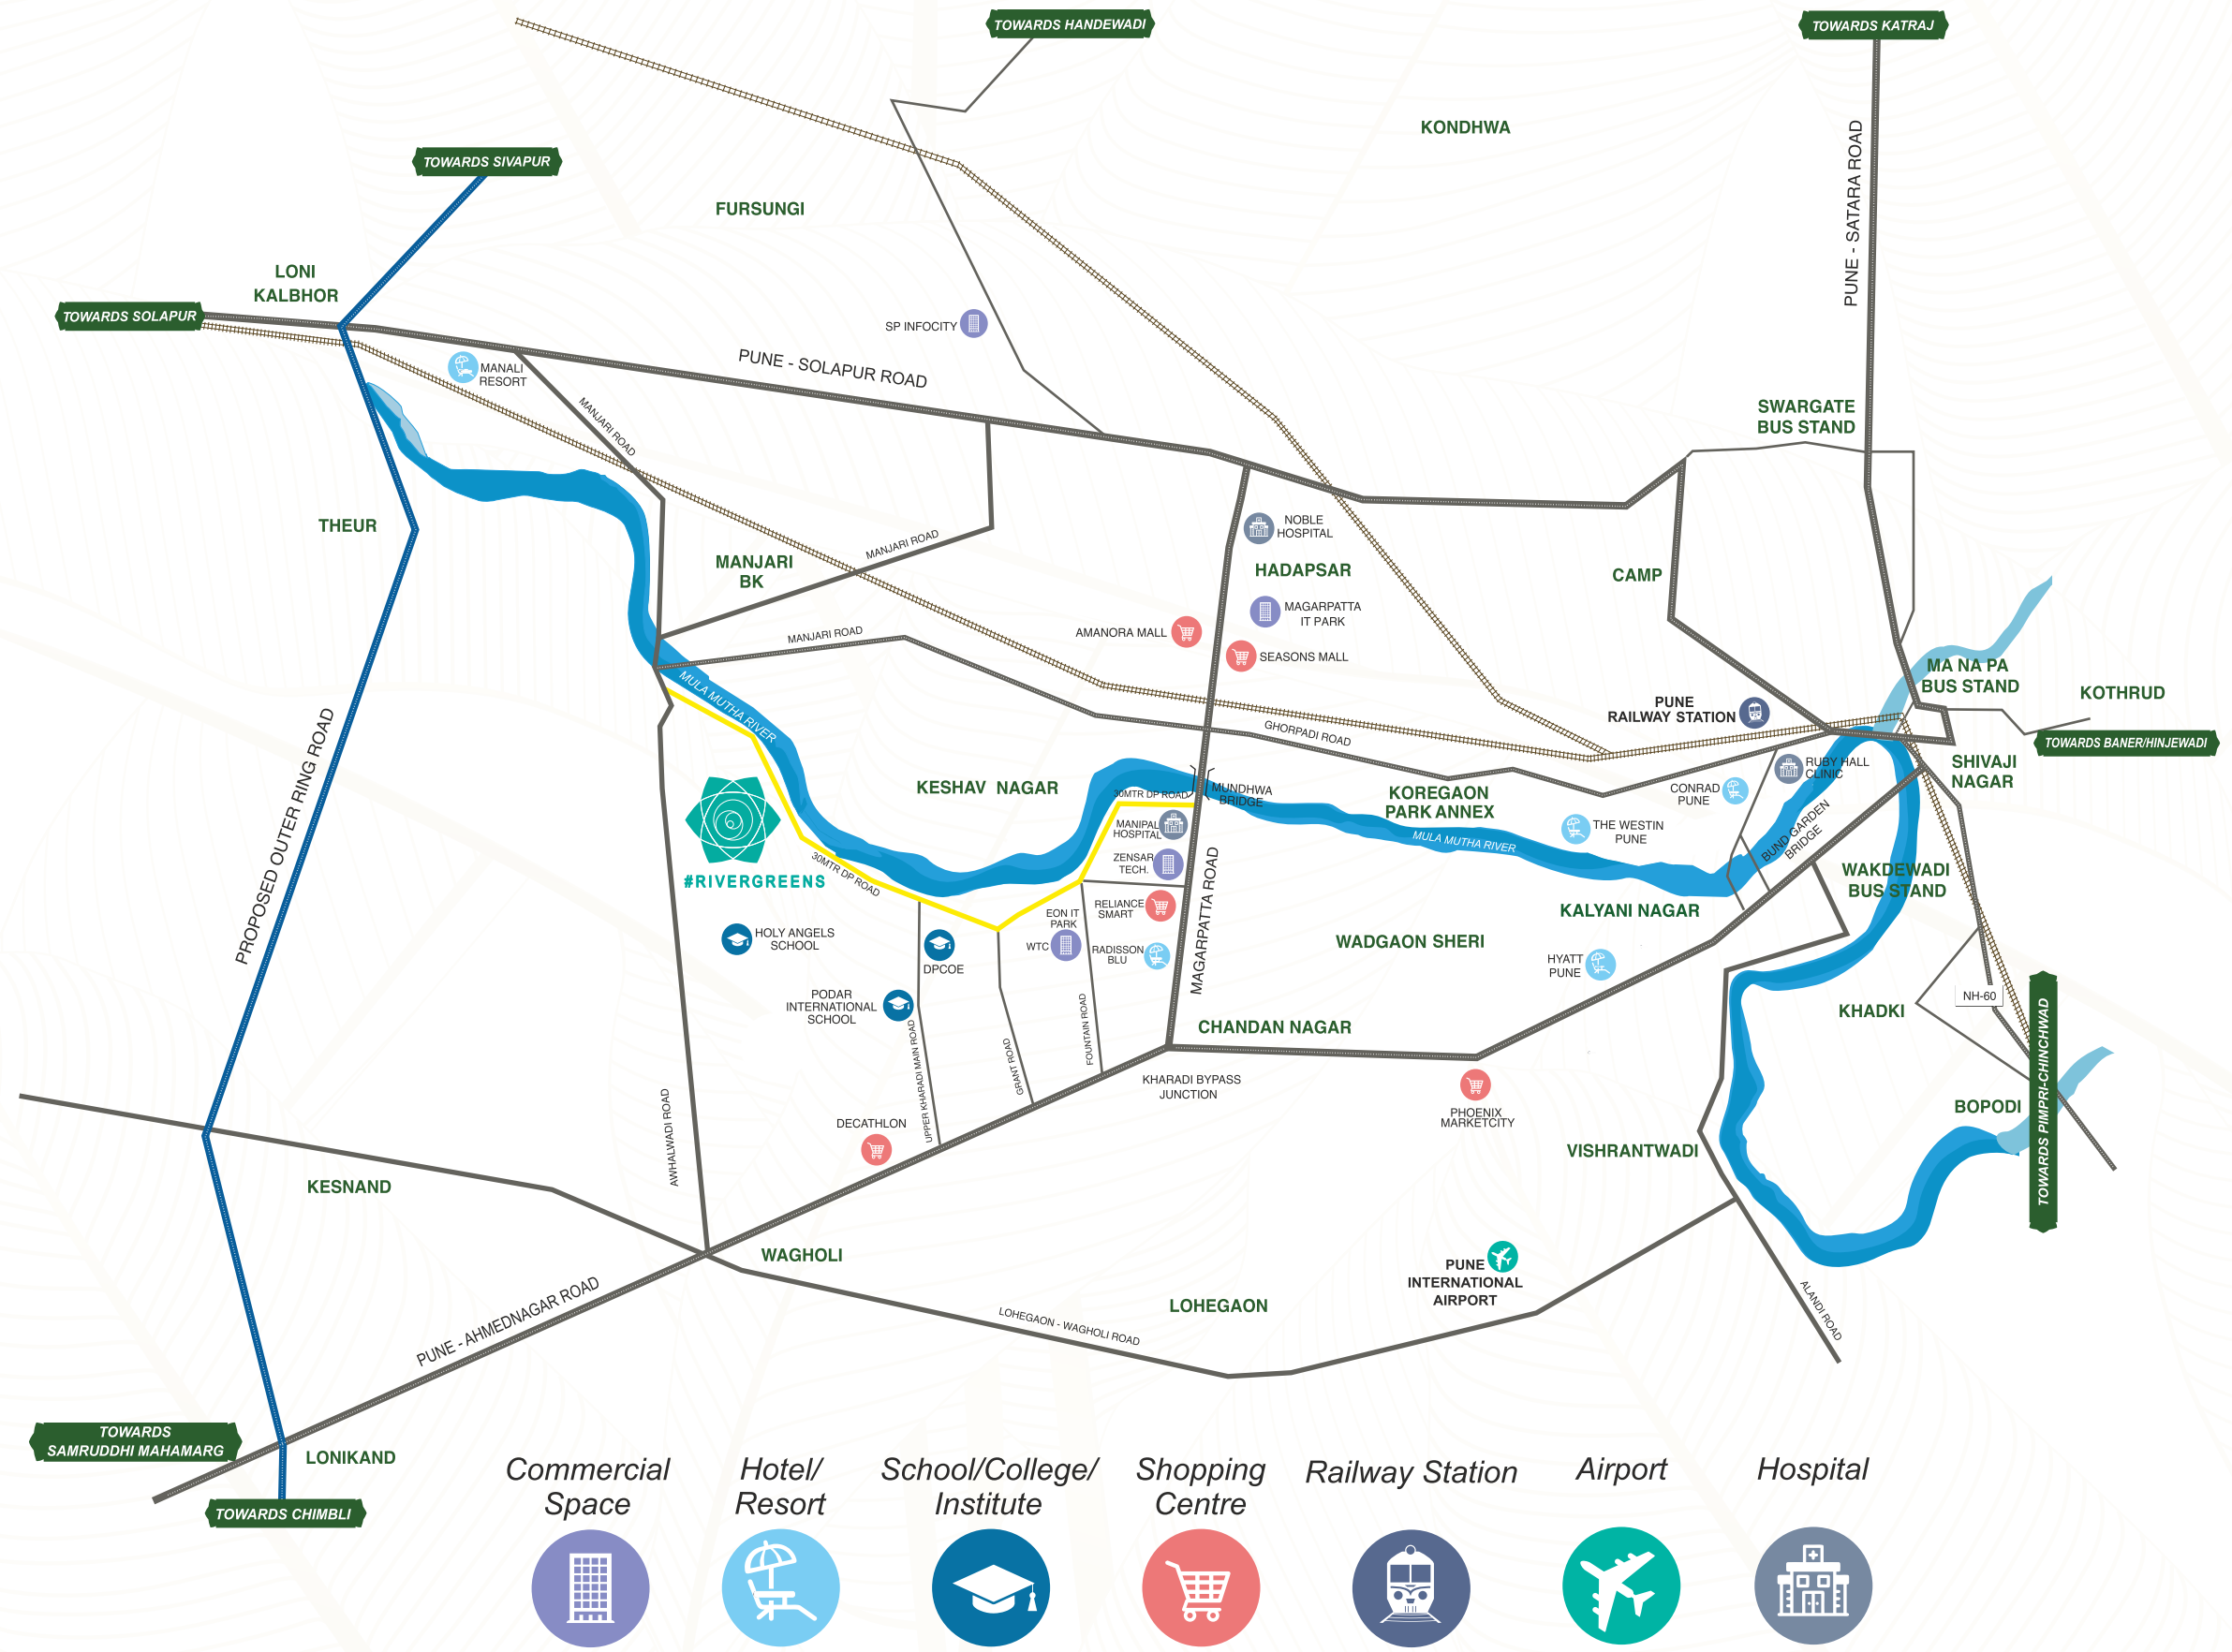 TOWARDS HANDEWADI
TOWARDS KATRAJ
KONDHWA
PUNE - SATARA ROAD
TOWARDS SIVAPUR
FURSUNGI
LONI
KALBHOR
TOWARDS SOLAPUR
SP INFOCITY
MANALI
RESORT
PUNE - SOLAPUR ROAD
MANJARI ROAD
SWARGATE
BUS STAND
THEUR
NOBLE
HOSPITAL
MANJARI ROAD
MANJARI
BK
HADAPSAR
CAMP
MAGARPATTA
IT PARK
AMANORA MALL
MANJARI ROAD
SEASONS MALL
MA NA PA
BUS STAND
KOTHRUD
MULA MUTHA RIVER
PUNE
RAILWAY STATION
GHORPADI ROAD
TOWARDS BANER/HINJEWADI
PROPOSED OUTER RING ROAD
RUBY HALL
CLINIC
SHIVAJI
NAGAR
KESHAV NAGAR
30MTR DP ROAD
MUNDHWA
BRIDGE
KOREGAON
PARK ANNEX
CONRAD
PUNE
MANIPAL
HOSPITAL
THE WESTIN
PUNE
MULA MUTHA RIVER
BUND GARDEN
BRIDGE
ZENSAR
TECH.
30MTR DP ROAD
#RIVERGREENS
WAKDEWADI
BUS STAND
MAGARPATTA ROAD
RELIANCE
SMART
EON IT
PARK
WTC
KALYANI NAGAR
HOLY ANGELS
SCHOOL
DPCOE
RADISSON
BLU
WADGAON SHERI
HYATT
PUNE
PODAR
INTERNATIONAL
SCHOOL
NH-60
KHADKI
CHANDAN NAGAR
UPPER KHARADI MAIN ROAD
GRANT ROAD
FOUNTAIN ROAD
KHARADI BYPASS
JUNCTION
TOWARDS PIMPRI-CHINCHWAD
BOPODI
DECATHLON
PHOENIX
MARKETCITY
AWHALWADI ROAD
VISHRANTWADI
KESNAND
WAGHOLI
PUNE
INTERNATIONAL
AIRPORT
LOHEGAON
ALANDI ROAD
LOHEGAON - WAGHOLI ROAD
PUNE - AHMEDNAGAR ROAD
TOWARDS
SAMRUDDHI MAHAMARG
LONIKAND
TOWARDS CHIMBLI
Commercial
Space
Hotel/
Resort
School/College/
Institute
Shopping
Centre
Railway Station
Airport
Hospital